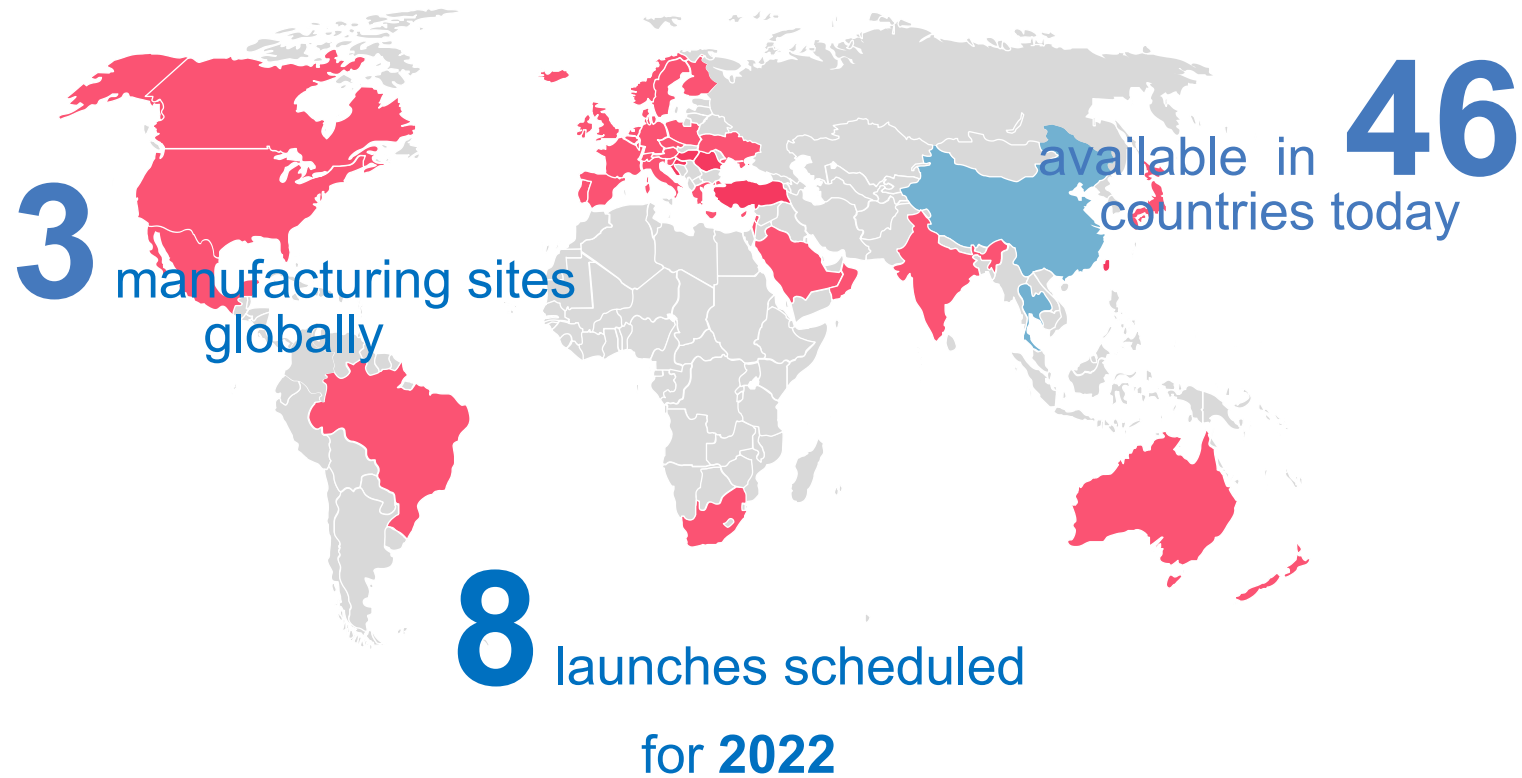 46
available in
countries today
3 manufacturing sites
globally
8 launches scheduled
for 2022